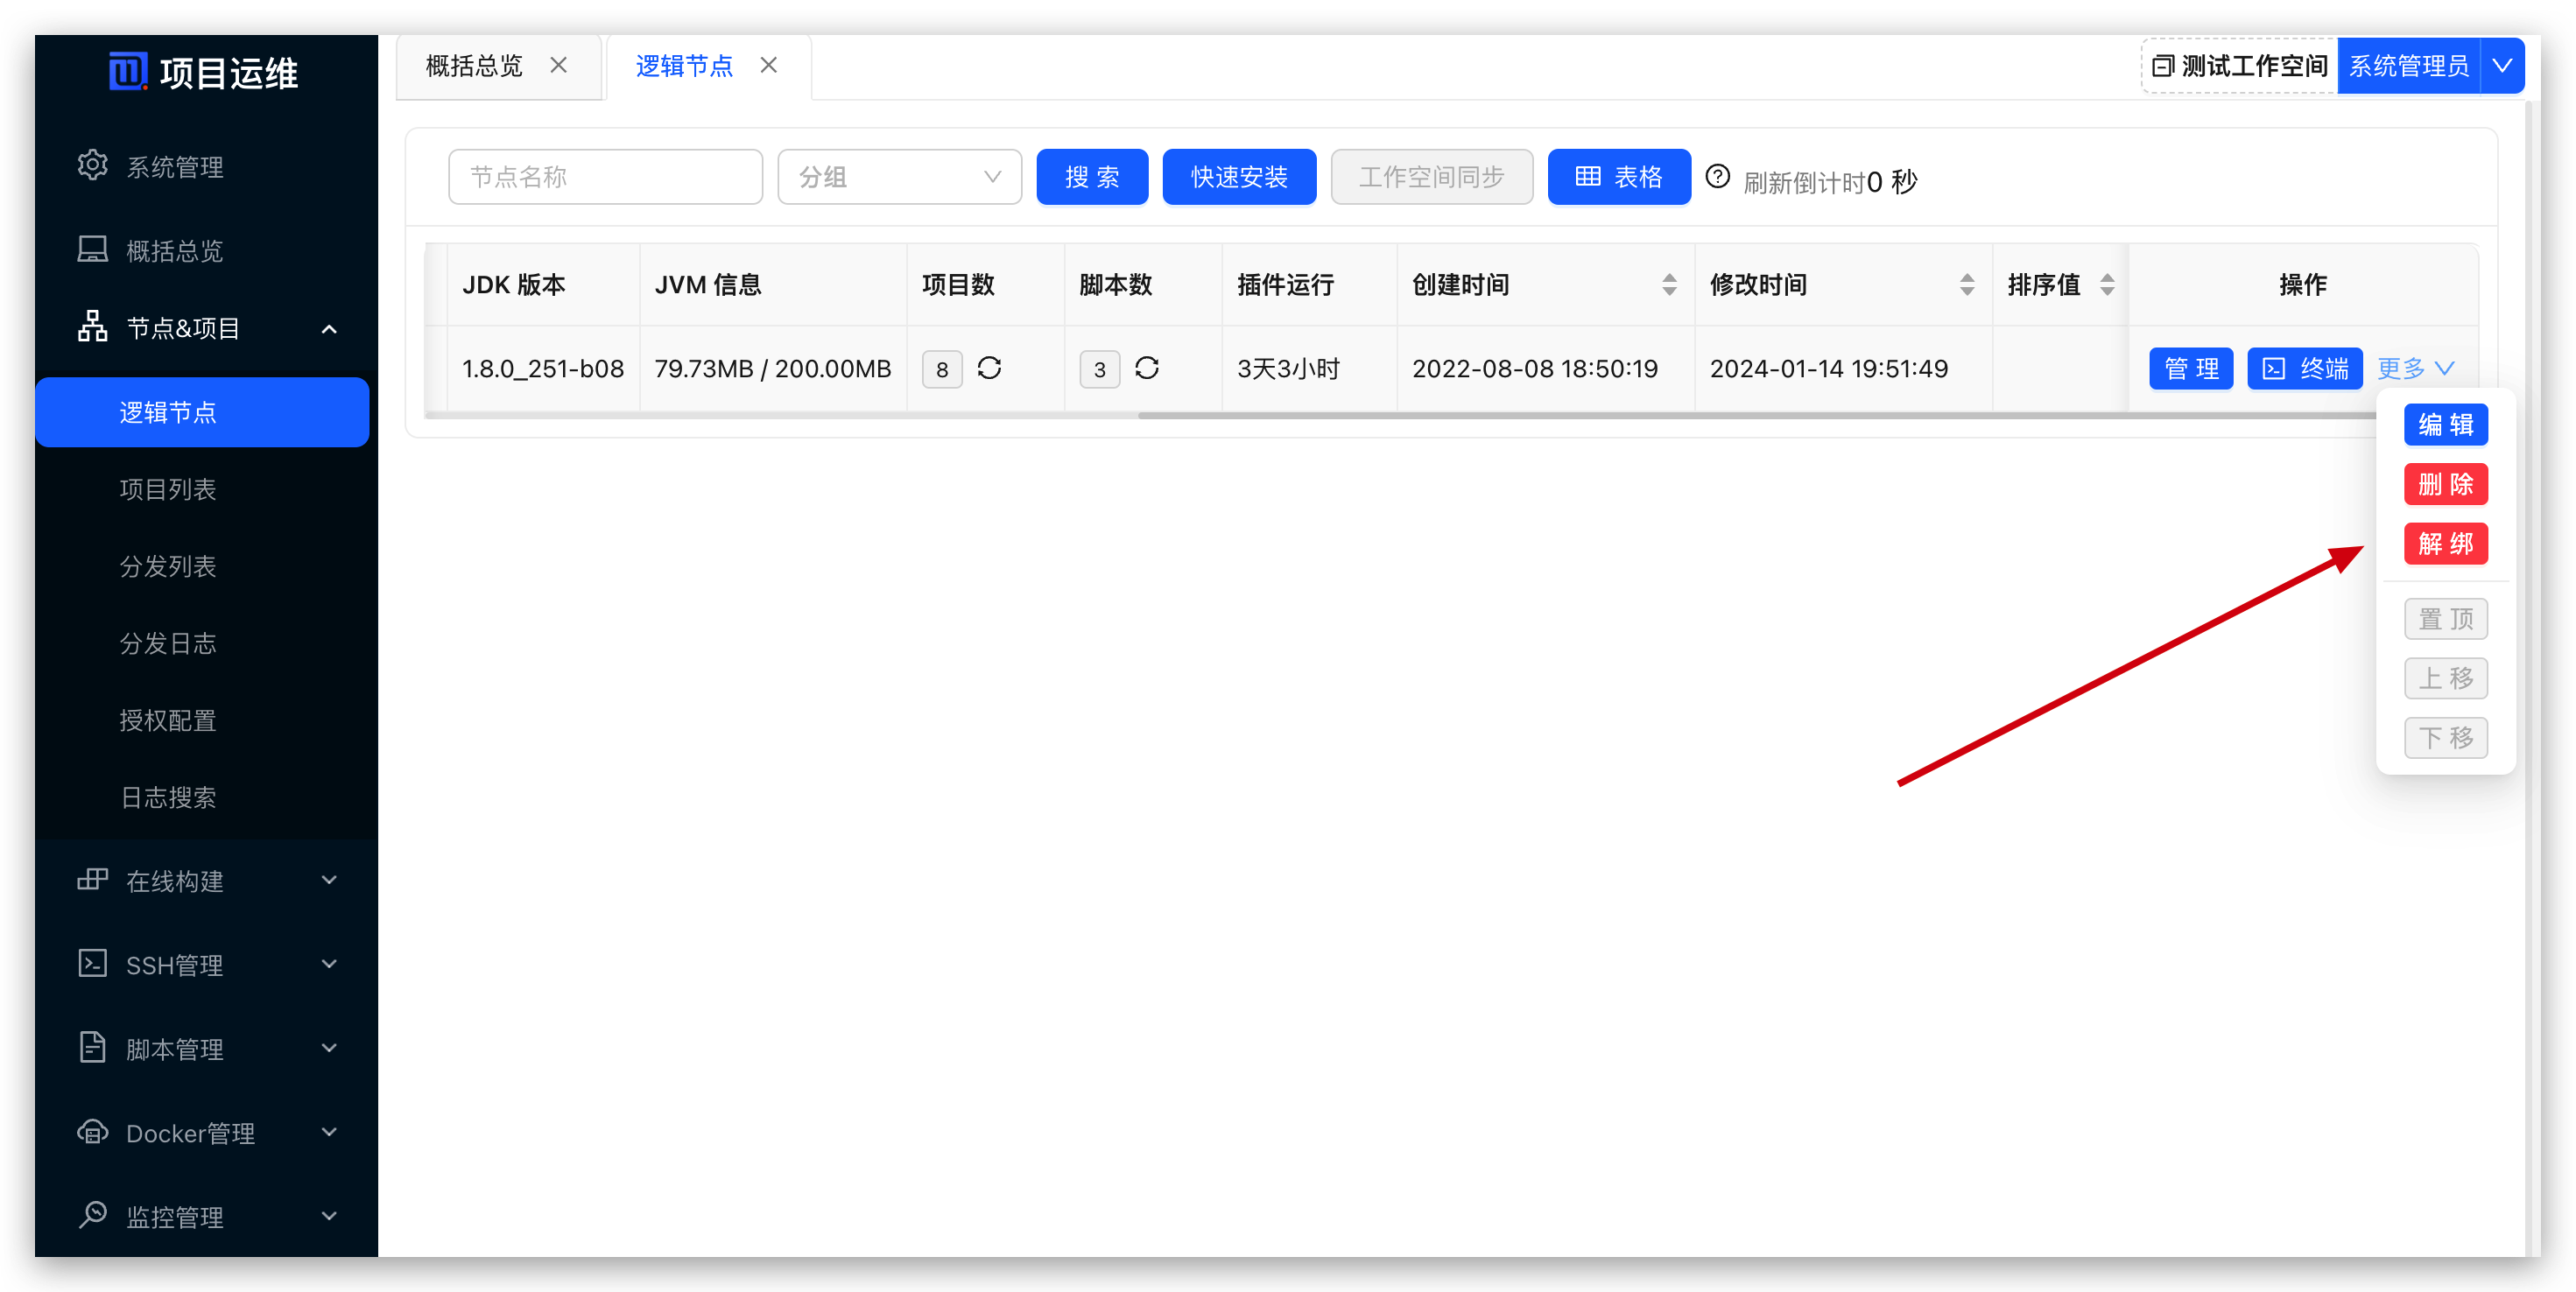 项目运维
系统管理
概括总览
节点&项目
逻辑节点
项目列表
分发列表
分发日志
授权配置
日志搜索
在线构建
SSH管理
脚本管理
Docker管理
监控管理
概括总览 逻辑节点 测试工作空间 系统管理员
节点名称 分组 搜 索 快速安装 工作空间同步 表格 刷新倒计时0 秒
JDK 版本 JVM 信息 项目数 脚本数 插件运行 创建时间 修改时间 排序值 操作
1.8.0_251-b08 79.73MB / 200.00MB 8 3 3天3小时 2022-08-08 18:50:19 2024-01-14 19:51:49 管 理 终端 更多
编 辑
删 除
解 绑
置 顶
上 移
下 移